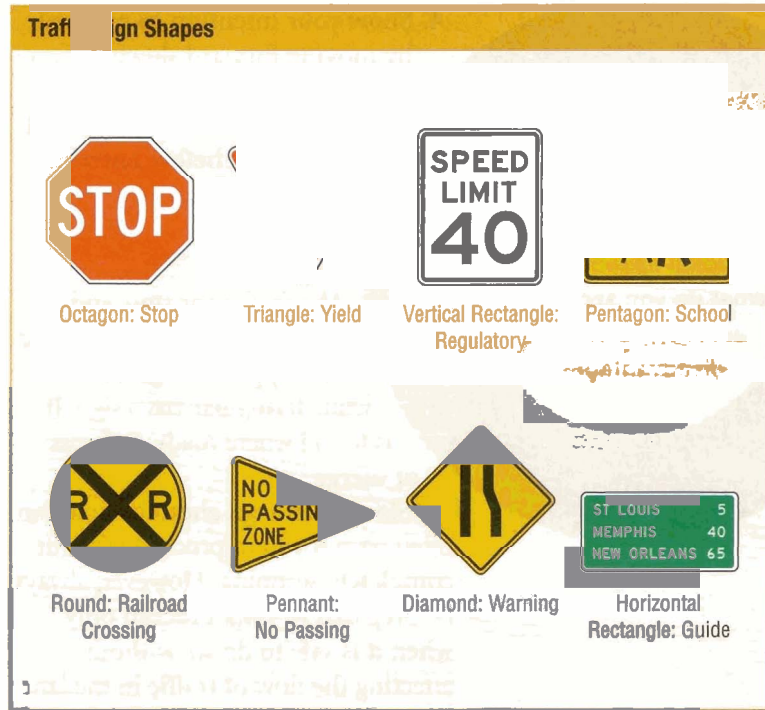 Traff ign Shapes
STOP
SPEED
LIMIT
40
Octagon: Stop
Triangle: Yield
Vertical Rectangle:
Regulatory
Pentagon: School
R R
NO
PASSIN
ZONE
ST LOUIS 5
MEMPHIS 40
NEW ORLEANS 65
Round: Railroad
Crossing
Pennant:
No Passing
Diamond: Warning
Horizontal
Rectangle: Guide